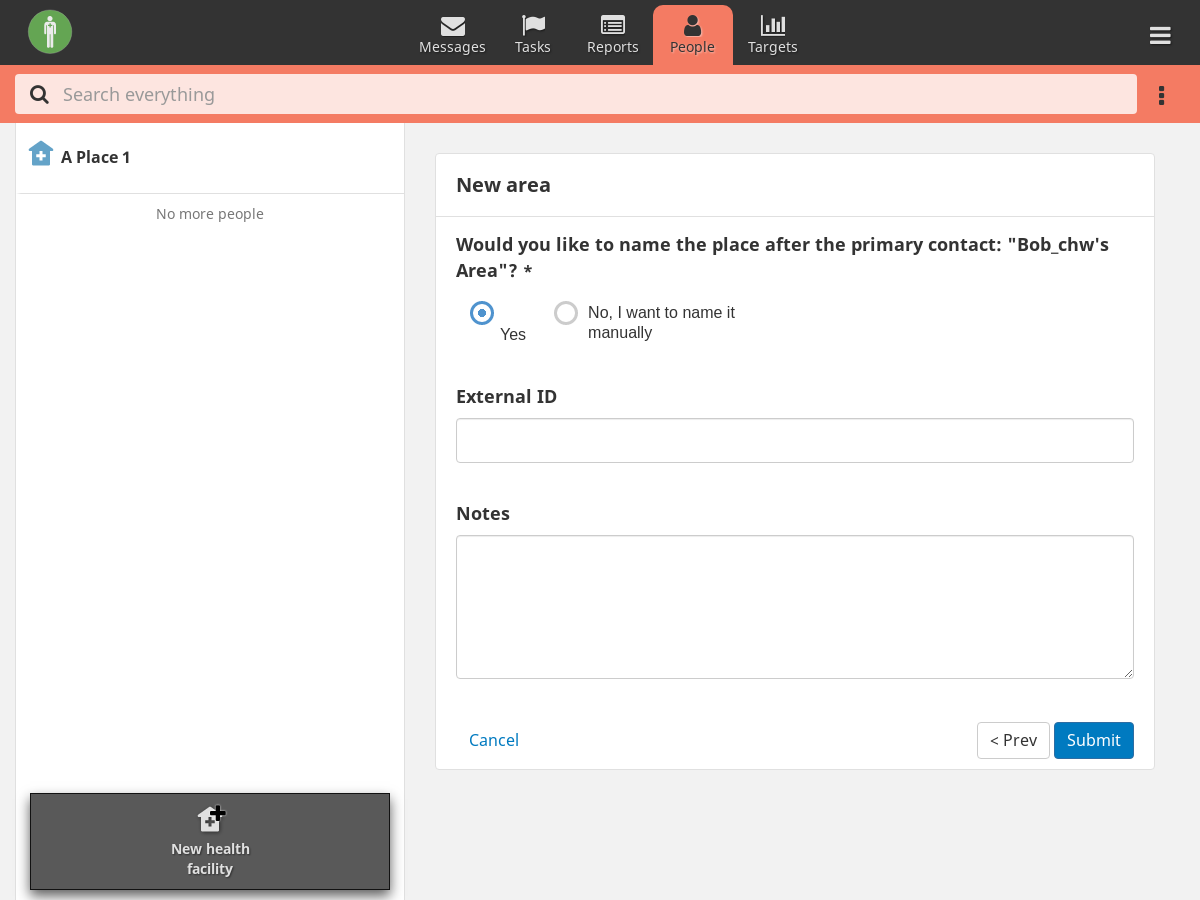 Messages
Tasks
Reports
People
Targets
Search everything
A Place 1
No more people
New health
facility
New area
Would you like to name the place after the primary contact: "Bob_chw's
Area"? *
Yes
No, I want to name it
manually
External ID
Notes
Cancel
< Prev
Submit